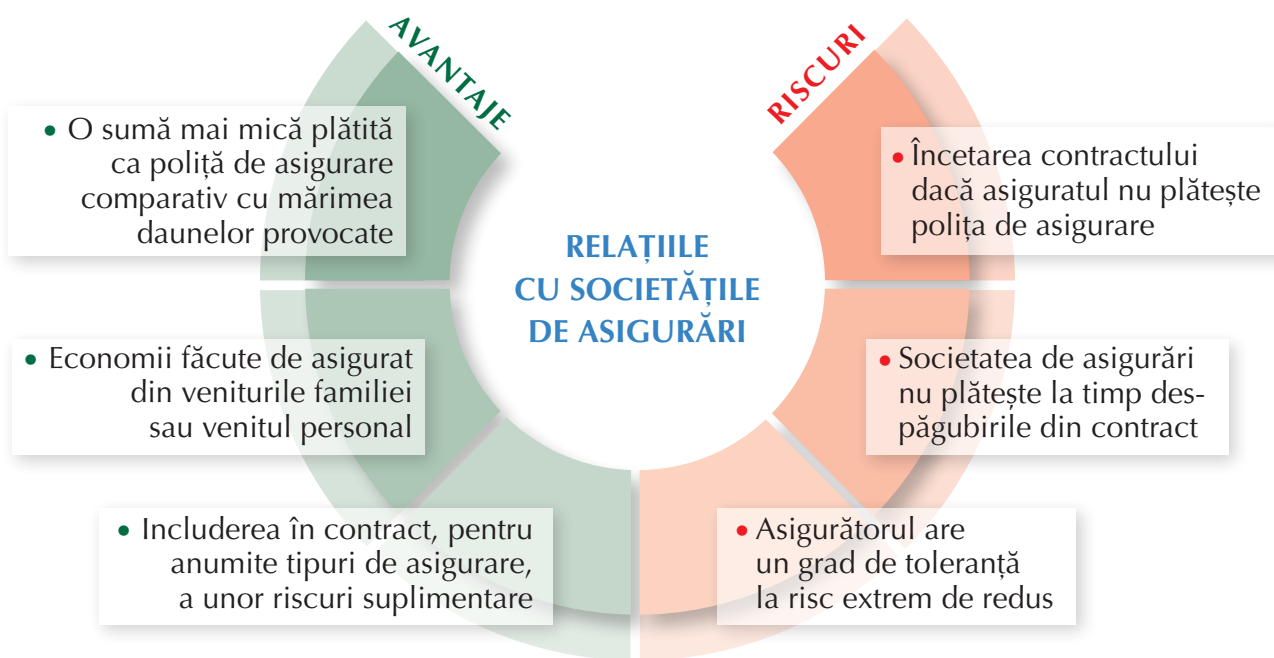 AVANTAJE
• O sumă mai mică plătită
ca poliță de asigurare
comparativ cu mărimea
daunelor provocate
• Economii făcute de asigurat
din veniturile familiei
sau venitul personal
• Includerea în contract, pentru
anumite tipuri de asigurare,
a unor riscuri suplimentare
RELAȚIILE
CU SOCIETĂȚILE
DE ASIGURĂRI
RISCURI
• Încetarea contractului
dacă asiguratul nu plătește
polița de asigurare
• Societatea de asigurări
nu plătește la timp des-
păgubirile din contract
• Asigurătorul are
un grad de toleranță
la risc extrem de redus